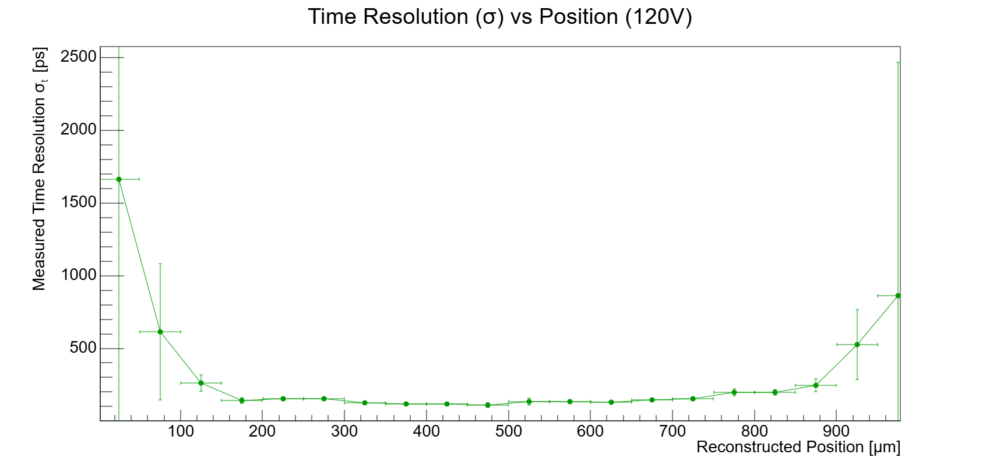 Time Resolution (σ) vs Position (120V)
Measured Time Resolution σt [ps]
2500
2000
1500
1000
500
100 200 300 400 500 600 700 800 900
Reconstructed Position [μm]